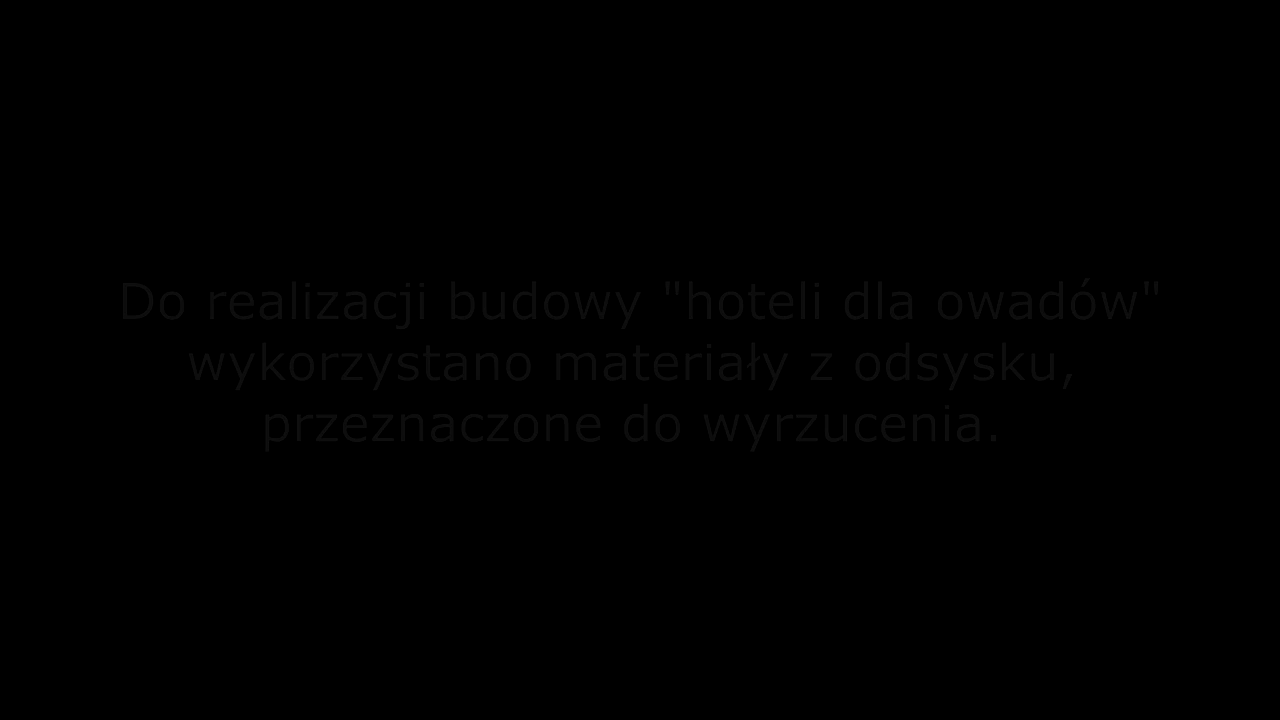 Do realizacji budowy "hoteli dla owadów"
wykorzystano materiały z odsysku,
przeznaczone do wyrzucenia.